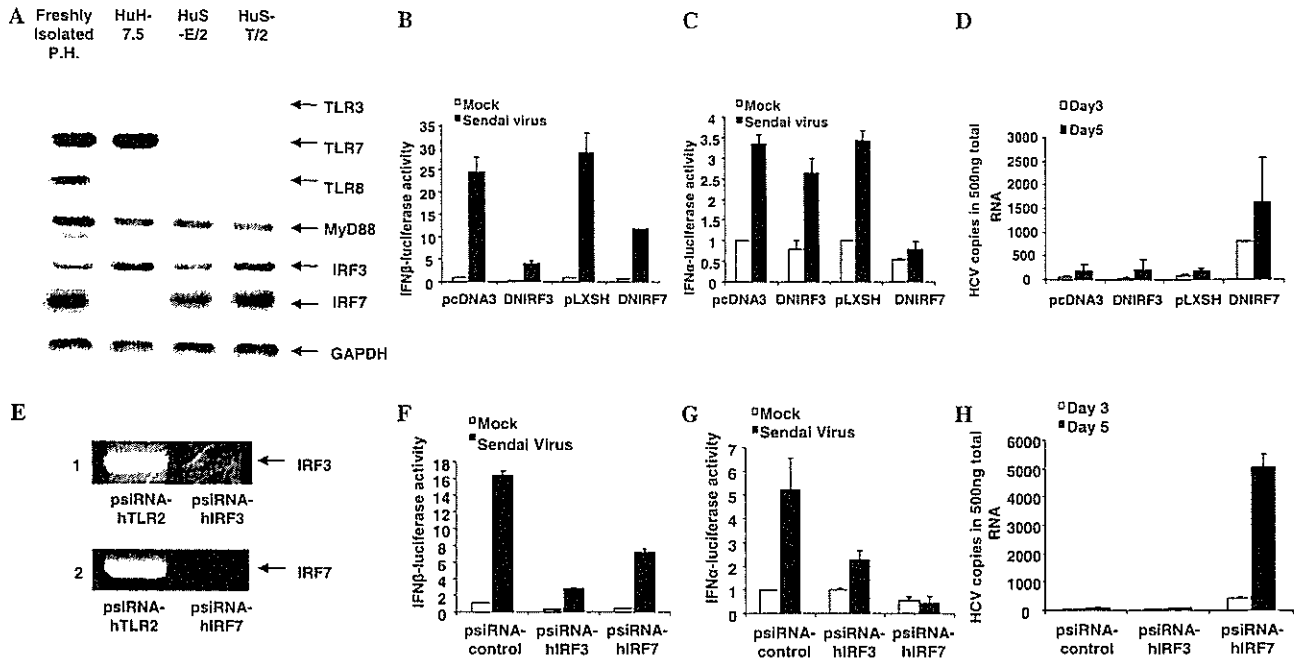 A
Freshly Isolated P.H.
HuH-7.5
HuS-E/2
HuS-T/2
TLR3
TLR7
TLR8
MyD88
IRF3
IRF7
GAPDH
B
Mock
Sendai virus
IFNβ-luciferase activity
35
30
25
20
15
10
5
0
pcDNA3 DNIRF3 pLXSH DNIRF7
C
Mock
Sendai virus
IFNα-luciferase activity
4
3.5
3
2.5
2
1.5
1
0.5
0
pcDNA3 DNIRF3 pLXSH DNIRF7
D
Day3
Day5
HCV copies in 500ng total RNA
3000
2500
2000
1500
1000
500
0
pcDNA3 DNIRF3 pLXSH DNIRF7
E
1
IRF3
psiRNA-hTLR2
psiRNA-hIRF3
2
IRF7
psiRNA-hTLR2
psiRNA-hIRF7
F
Mock
Sendai Virus
IFNβ-luciferase activity
18
16
14
12
10
8
6
4
2
0
psiRNA-control
psiRNA-hIRF3
psiRNA-hIRF7
G
Mock
Sendai Virus
IFNα-luciferase activity
7
6
5
4
3
2
1
0
psiRNA-control
psiRNA-hIRF3
psiRNA-hIRF7
H
Day 3
Day 5
HCV copies in 500ng total RNA
6000
5000
4000
3000
2000
1000
0
psiRNA-control
psiRNA-hIRF3
psiRNA-hIRF7